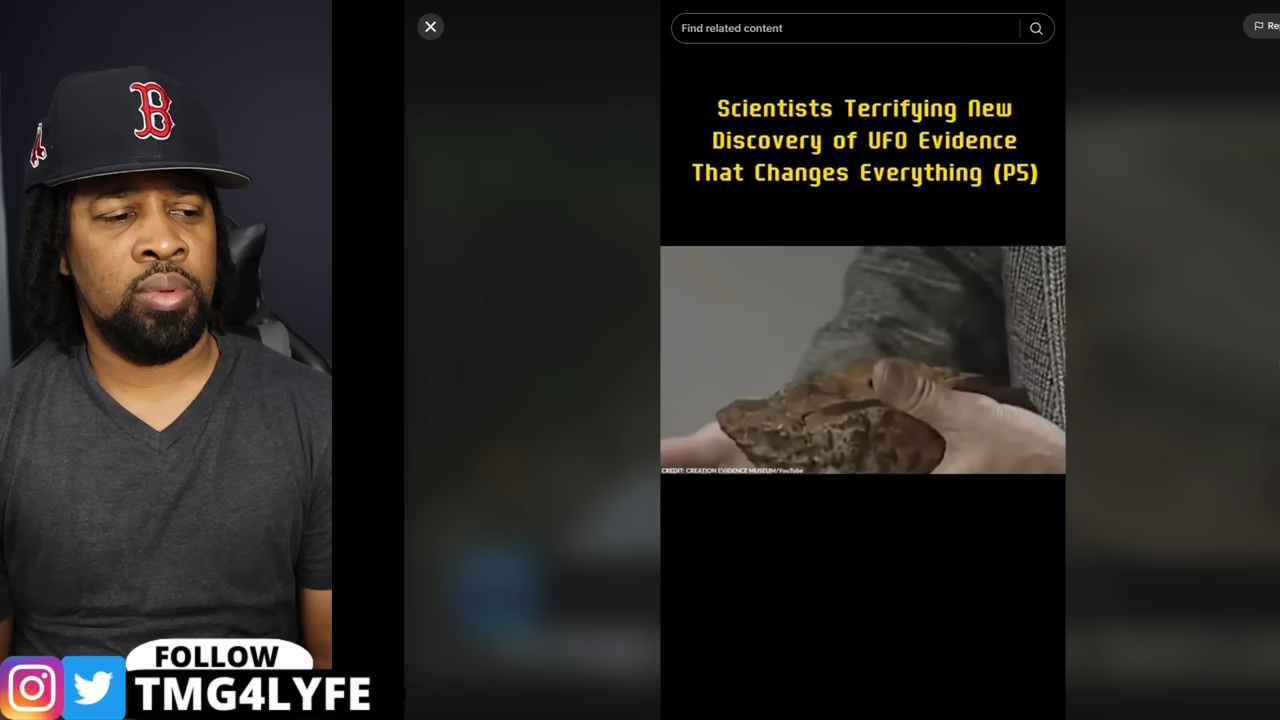 Find related content
Rep
Scientists Terrifying New
Discovery of UFO Evidence
That Changes Everything (P5)
CREDIT: CREATION EVIDENCE MUSEUM/YouTube
B
FOLLOW
TMG4LYFE